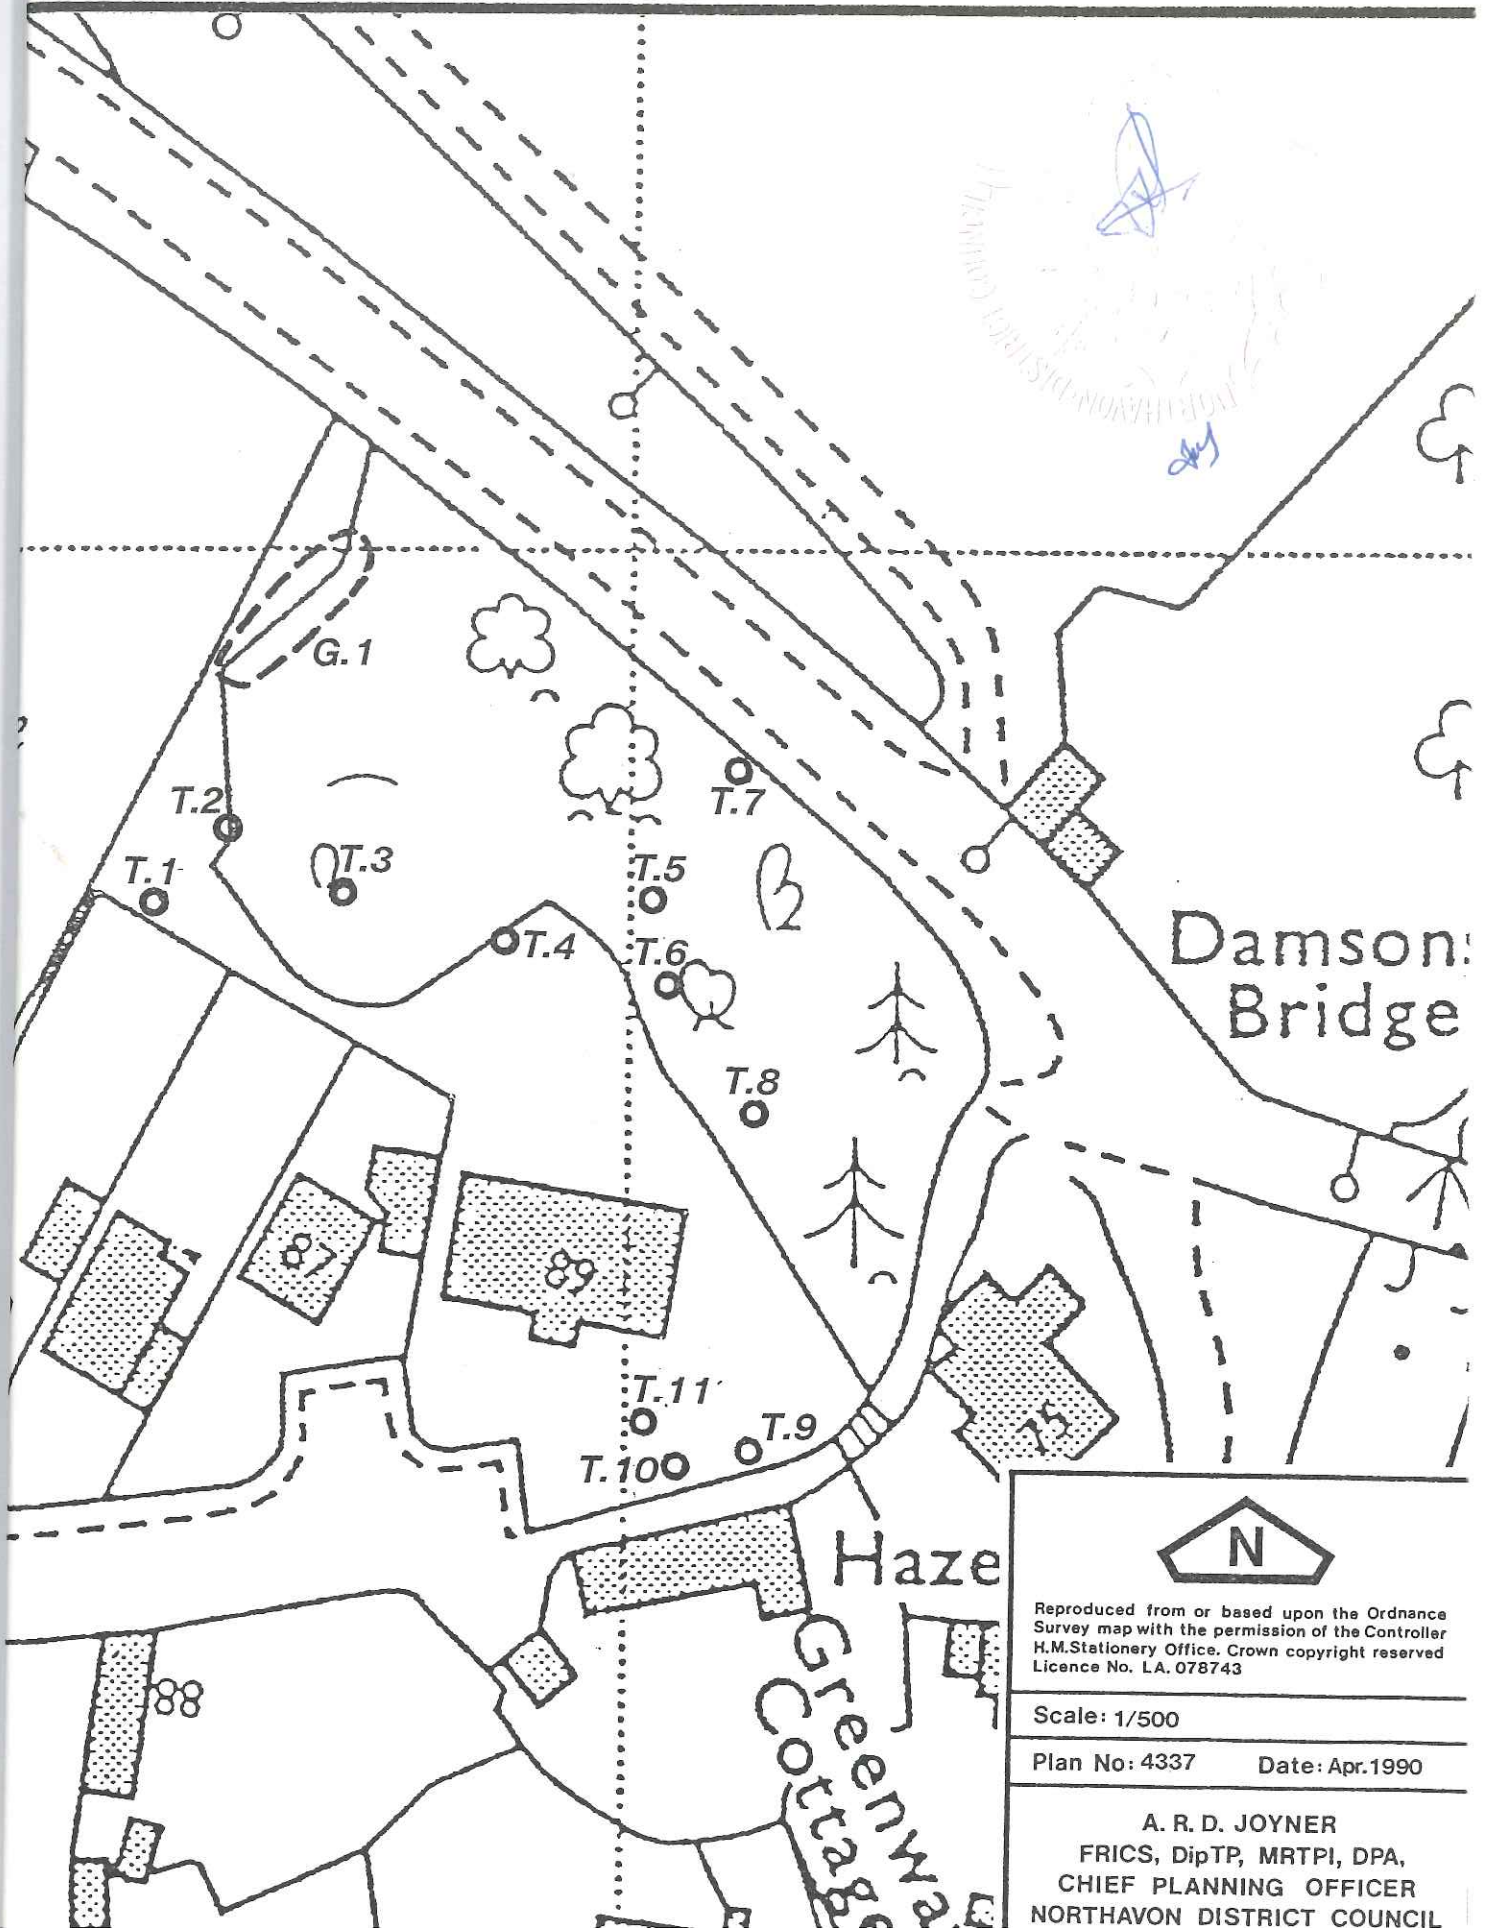 G.1
T.2
T.7
T.1
T.3
T.5
T.4
T.6
Damson
Bridge
T.8
87
89
T.11
T.9
T.10
75
Haze
N
Reproduced from or based upon the Ordnance
Survey map with the permission of the Controller
H.M.Stationery Office. Crown copyright reserved
Licence No. LA. 078743
88
Greenwa
Cottage
Scale: 1/500
Plan No: 4337 Date: Apr.1990
A. R. D. JOYNER
FRICS, DipTP, MRTPI, DPA,
CHIEF PLANNING OFFICER
NORTHAVON DISTRICT COUNCIL